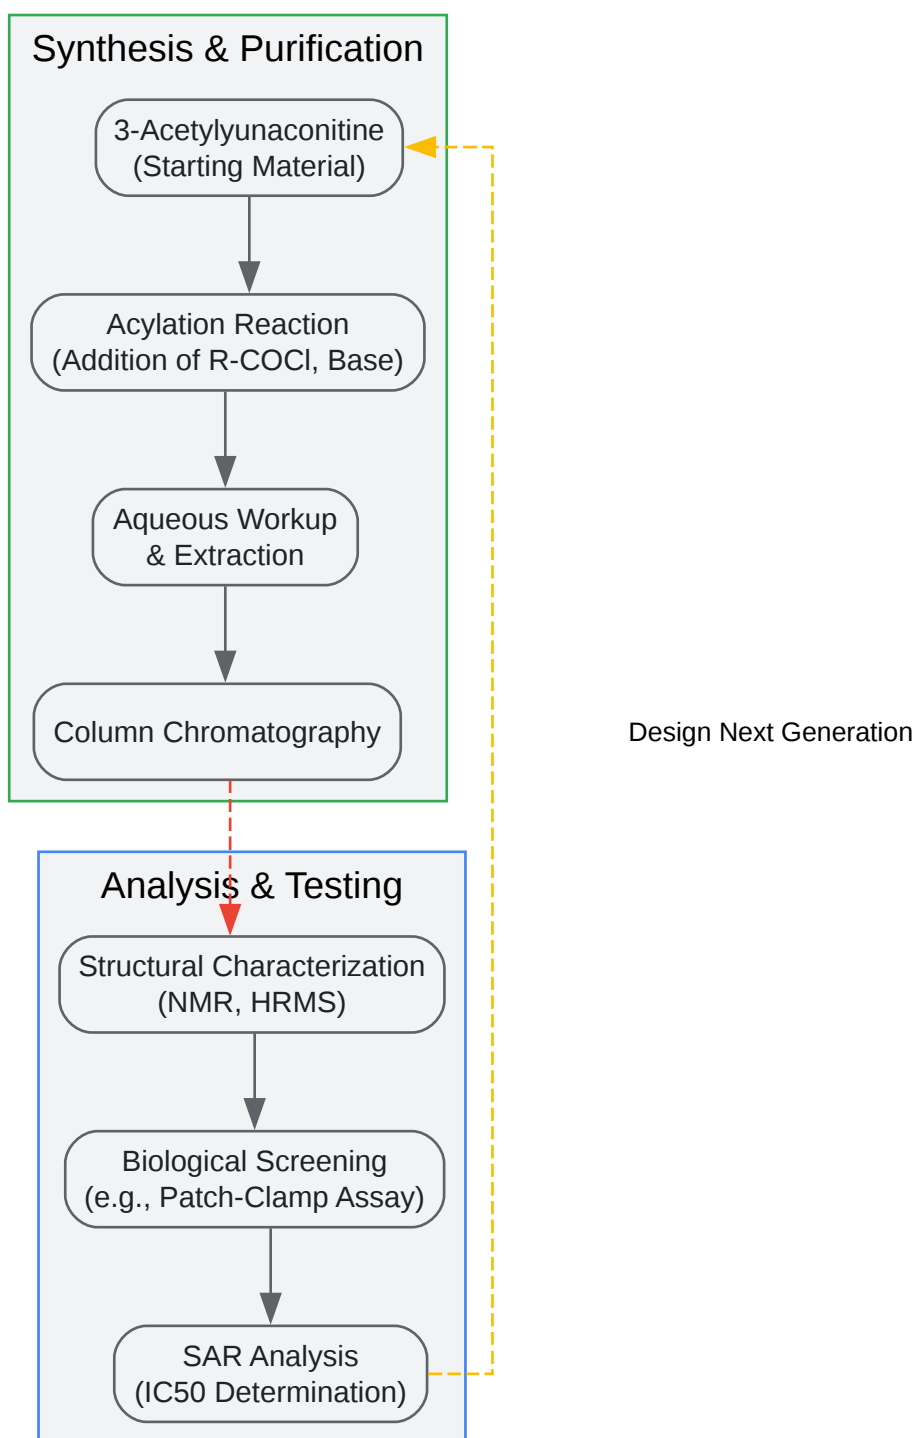 Synthesis & Purification
3-Acetylyunaconitine
(Starting Material)
Acylation Reaction
(Addition of R-COCl, Base)
Aqueous Workup
& Extraction
Column Chromatography
Design Next Generation
Analysis & Testing
Structural Characterization
(NMR, HRMS)
Biological Screening
(e.g., Patch-Clamp Assay)
SAR Analysis
(IC50 Determination)